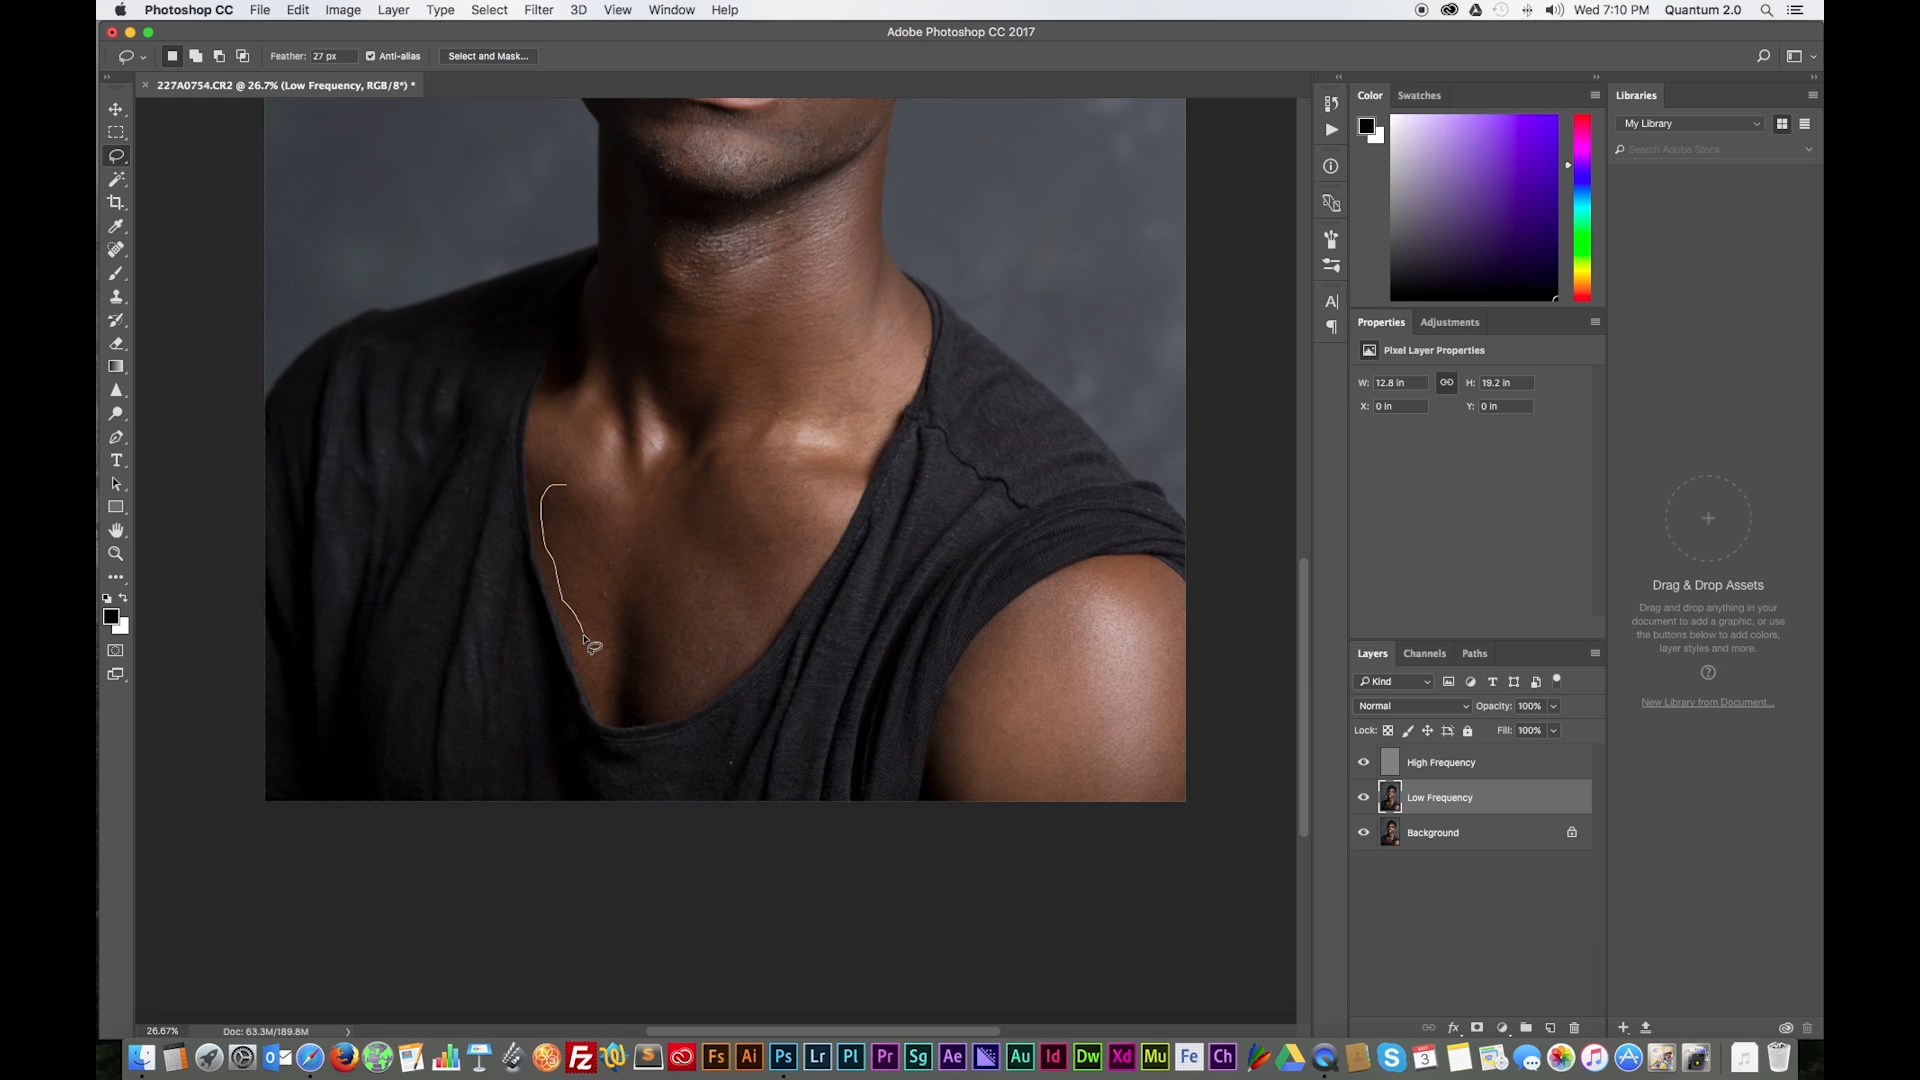 Photoshop CC File Edit Image Layer Type Select Filter 3D View Window Help Wed 7:10 PM Quantum 2.0
Adobe Photoshop CC 2017
Feather: 27 px Anti-alias Select and Mask...
227A0754.CR2 @ 26.7% (Low Frequency, RGB/8*) *
Color Swatches
Libraries
My Library
Search Adobe Stock
Properties Adjustments
Pixel Layer Properties
W: 12.8 in H: 19.2 in
X: 0 in Y: 0 in
Drag & Drop Assets
Drag and drop anything in your
document to add a graphic, or use
the buttons below to add colors,
layer styles and more.
New Library from Document...
Layers Channels Paths
Kind
Normal Opacity: 100%
Lock: Fill: 100%
High Frequency
Low Frequency
Background
26.67% Doc: 63.3M/189.8M
Fz S Fs Ai Ps Lr Pl Pr Sg Ae Au Id Dw Xd Mu Fe Ch 3